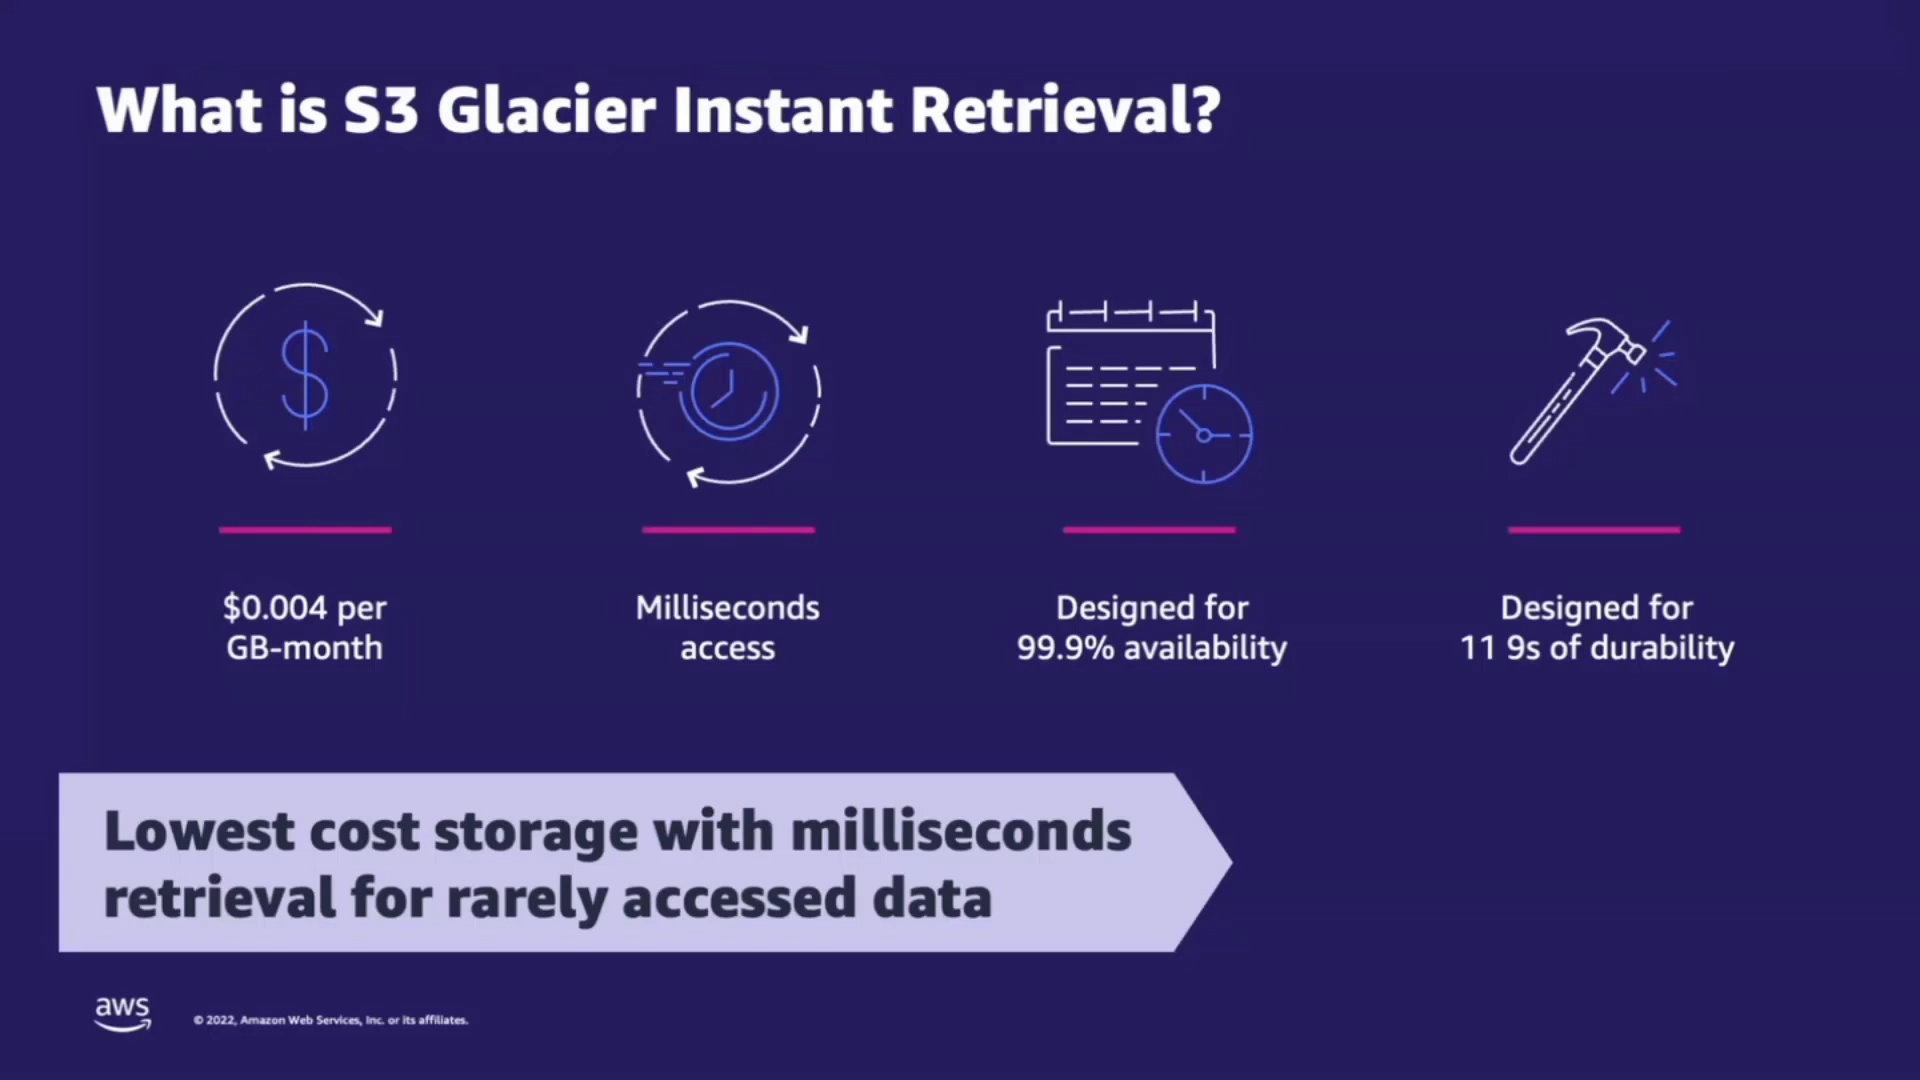 What is S3 Glacier Instant Retrieval?
$0.004 per
GB-month
Milliseconds
access
Designed for
99.9% availability
Designed for
11 9s of durability
Lowest cost storage with milliseconds
retrieval for rarely accessed data
aws
© 2022, Amazon Web Services, Inc. or its affiliates.